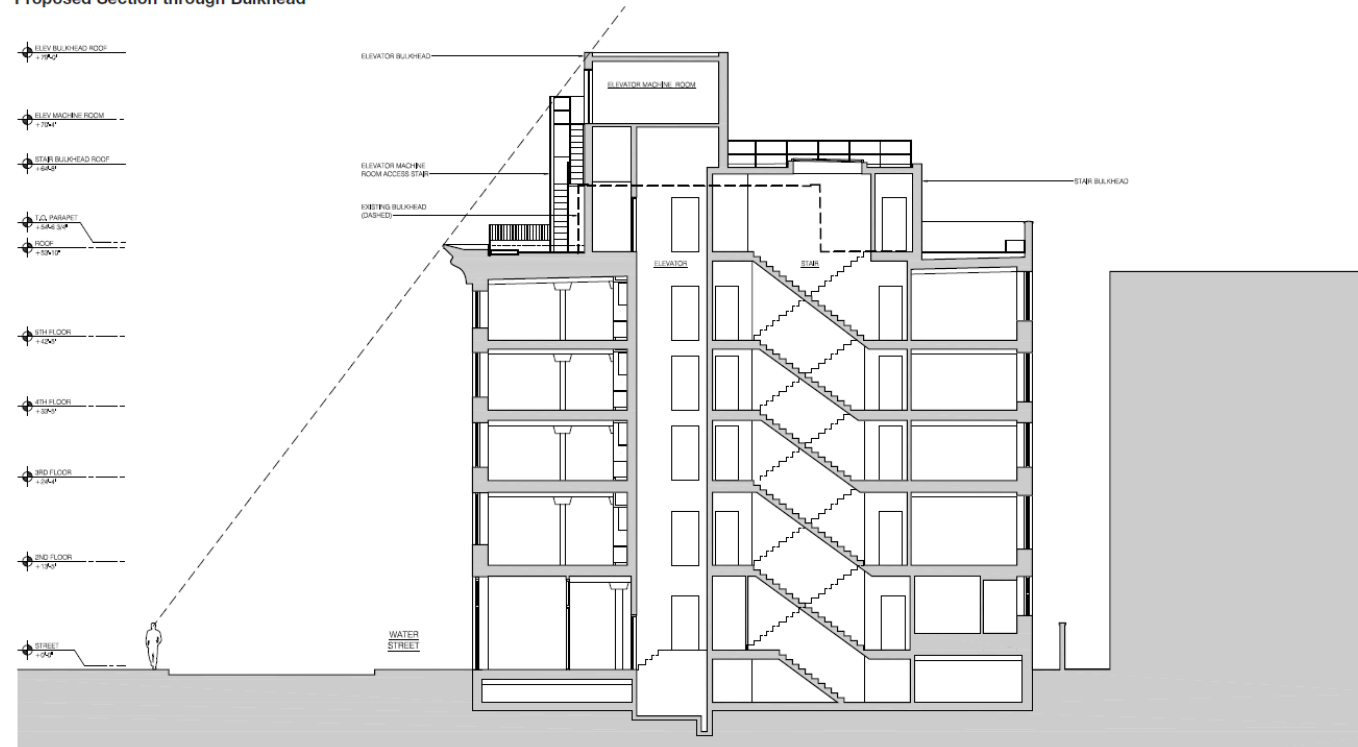 Proposed Section through Bulkhead
ELEV BULKHEAD ROOF
ELEV MACHINE ROOM
STAIR BULKHEAD ROOF
T.O. PARAPET
ROOF
5TH FLOOR
4TH FLOOR
3RD FLOOR
2ND FLOOR
STREET
ELEVATOR BULKHEAD
ELEVATOR MACHINE ROOM
ELEVATOR MACHINE
ROOM ACCESS STAIR
EXISTING BULKHEAD
(DASHED)
STAIR BULKHEAD
ELEVATOR
STAIR
WATER
STREET